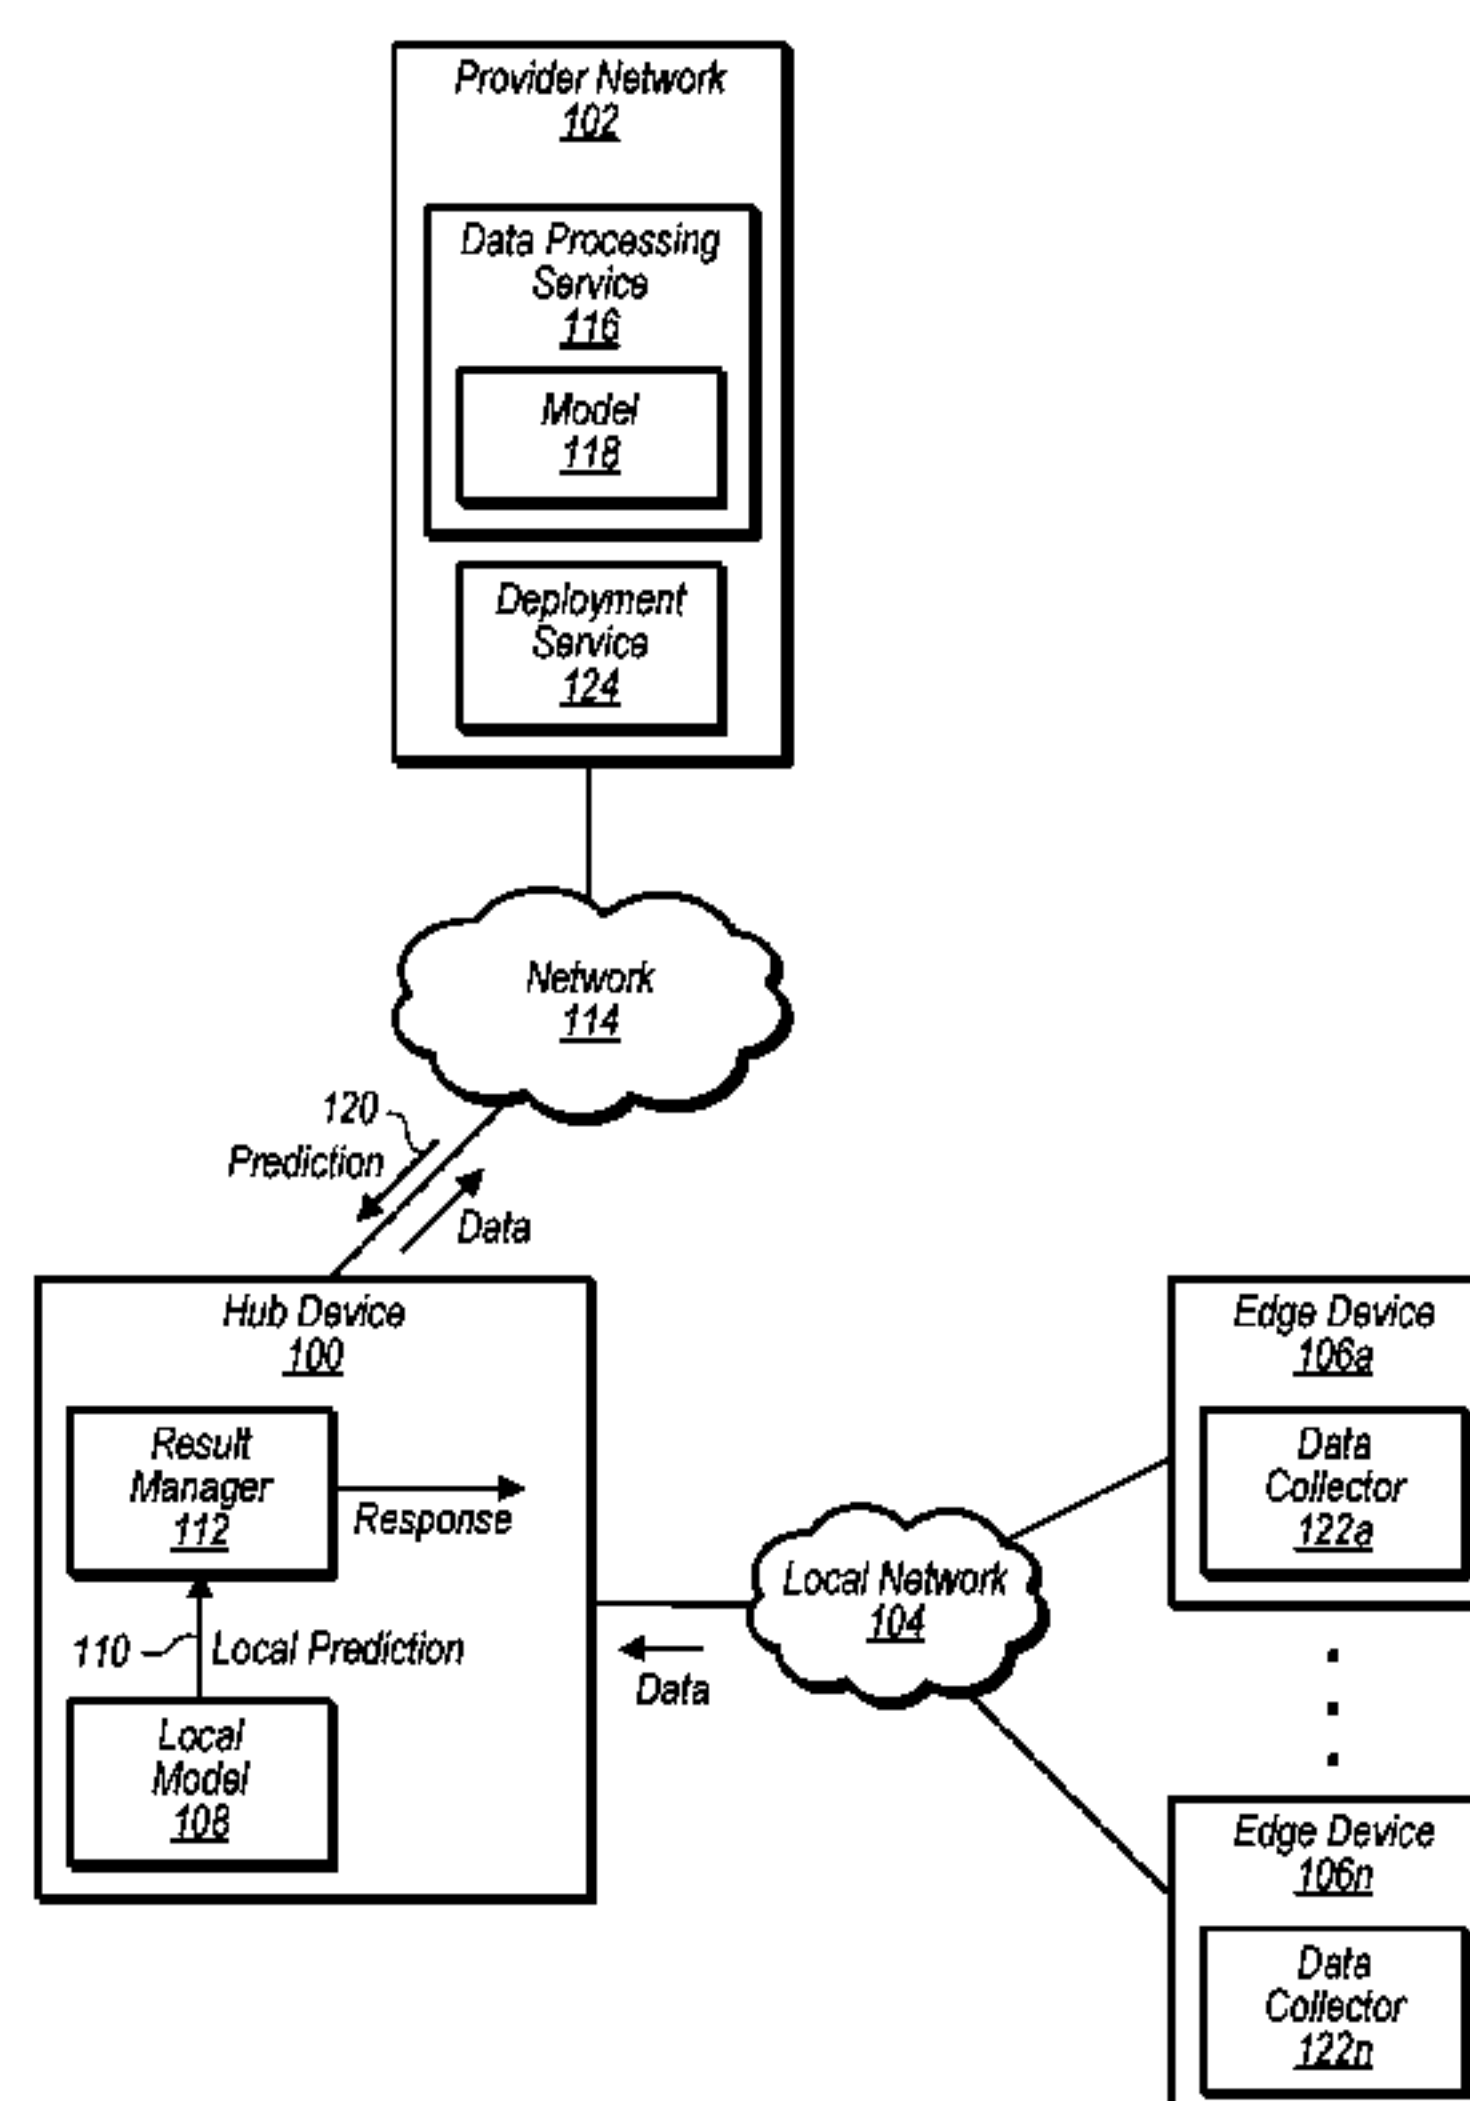 Provider Network
102
Data Processing
Service
116
Model
118
Deployment
Service
124
Network
114
120
Prediction
Data
Hub Device
100
Result
Manager
112
Response
110
Local Prediction
Local
Model
108
Local Network
104
Data
Edge Device
106a
Data
Collector
122a
Edge Device
106n
Data
Collector
122n